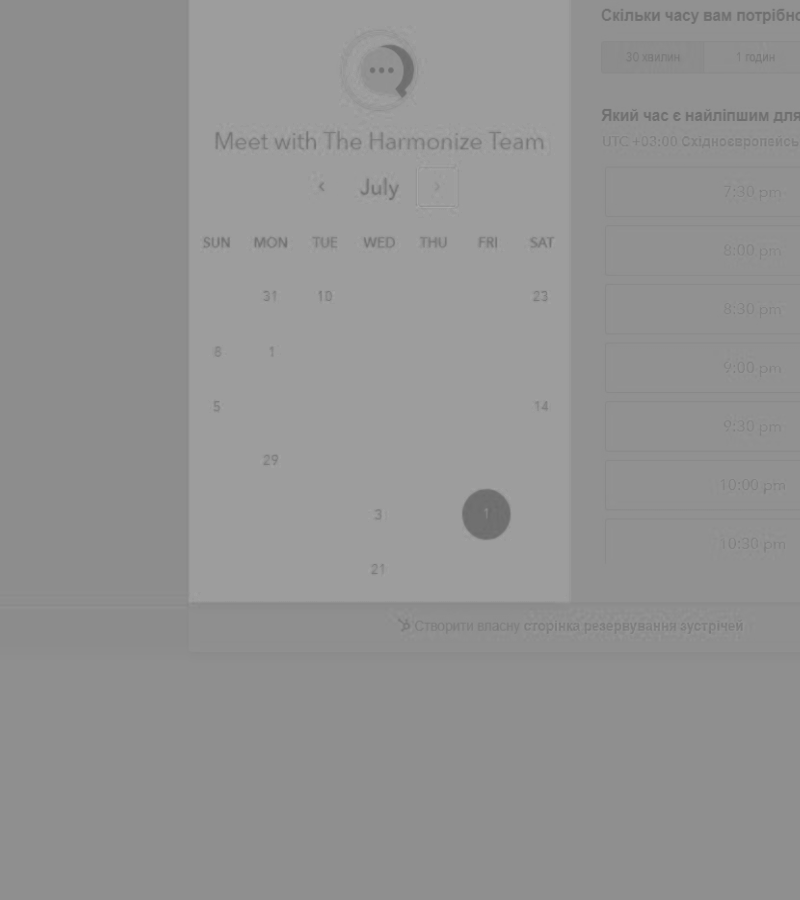 Meet with The Harmonize Team
July
SUN MON TUE WED THU FRI SAT
31 10 23
8 1
5 14
29
3 1
21
Скільки часу вам потрібно
30 хвилин 1 годин
Який час є найліпшим для
UTC +03:00 Східноєвропейсь
7:30 pm
8:00 pm
8:30 pm
9:00 pm
9:30 pm
10:00 pm
10:30 pm
Створити власну сторінка резервування зустрічей